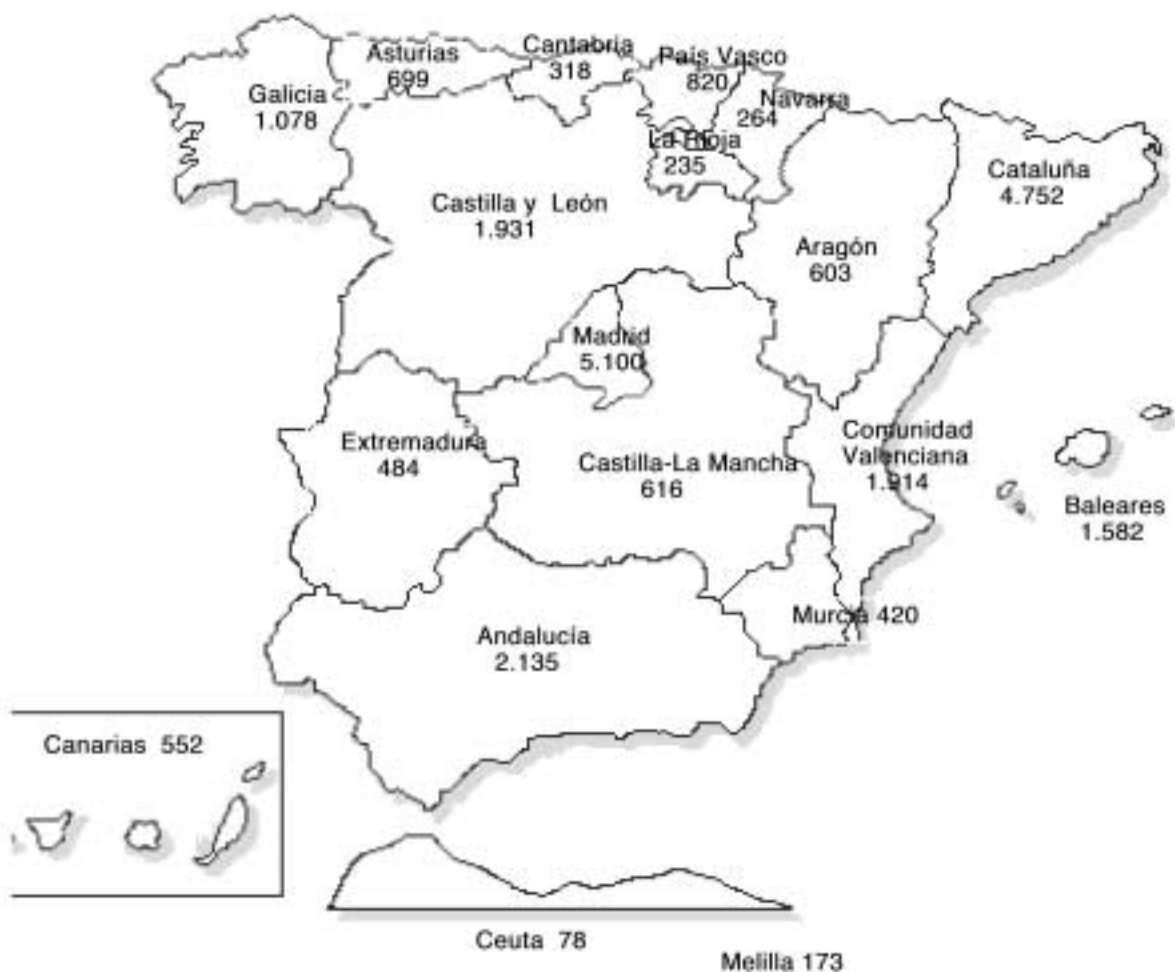 Cantabria
318
Asturias
699
País Vasco
820
Galicia
1.078
Navarra
264
La Rioja
235
Cataluña
4.752
Castilla y León
1.931
Aragón
603
Madrid
5.100
Extremadura
484
Castilla-La Mancha
616
Comunidad
Valenciana
1.914
Baleares
1.582
Murcia 420
Andalucía
2.135
Canarias 552
Ceuta 78
Melilla 173